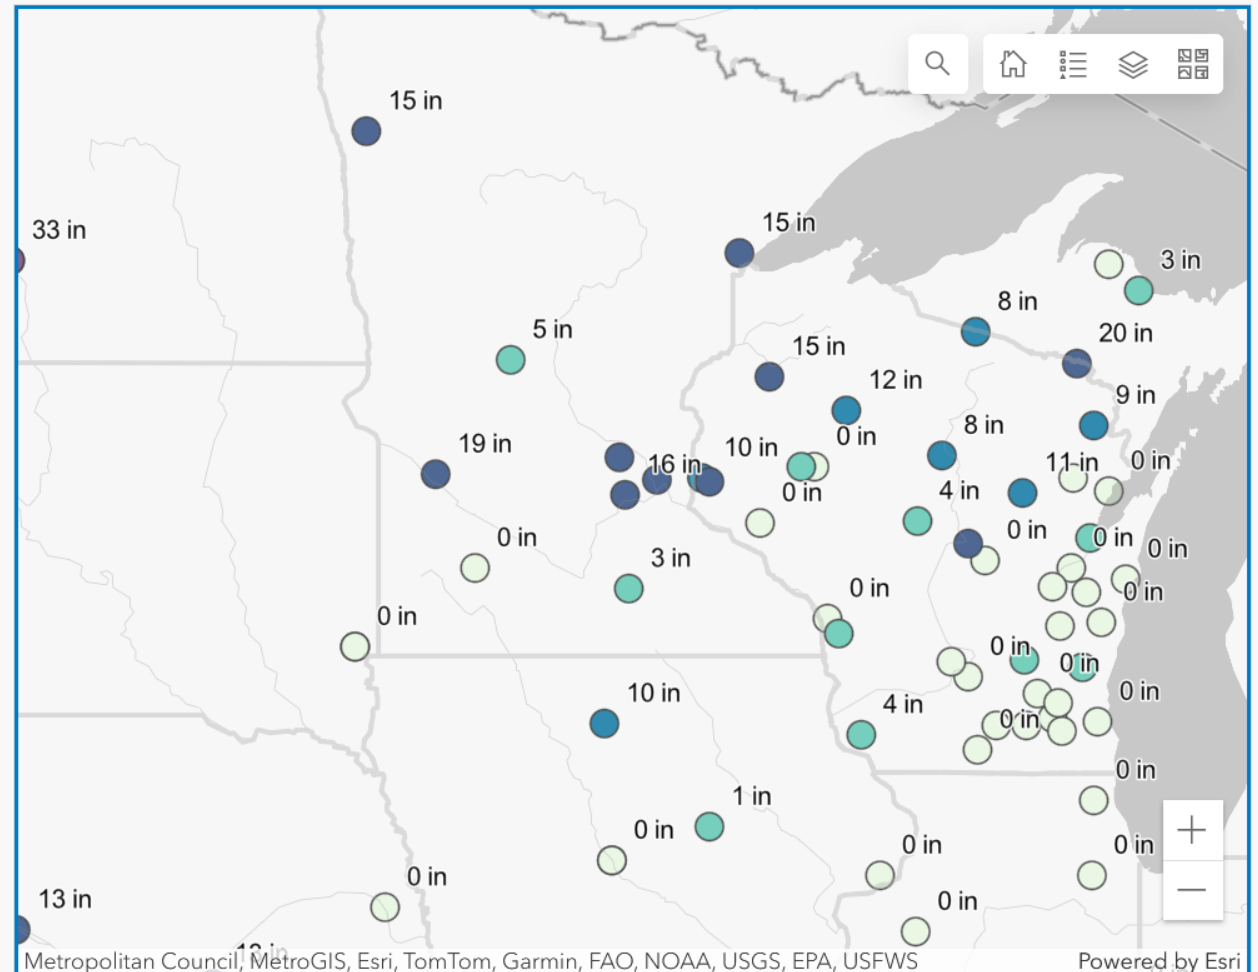 15 in
15 in
33 in
3 in
8 in
5 in
20 in
15 in
12 in
9 in
8 in
0 in
19 in
10 in
0 in
16 in
11 in
4 in
0 in
0 in
0 in
0 in
0 in
3 in
0 in
0 in
0 in
0 in
0 in
10 in
0 in
4 in
0 in
0 in
1 in
0 in
0 in
0 in
0 in
13 in
0 in
13 in
Metropolitan Council, MetroGIS, Esri, TomTom, Garmin, FAO, NOAA, USGS, EPA, USFWS
Powered by Esri